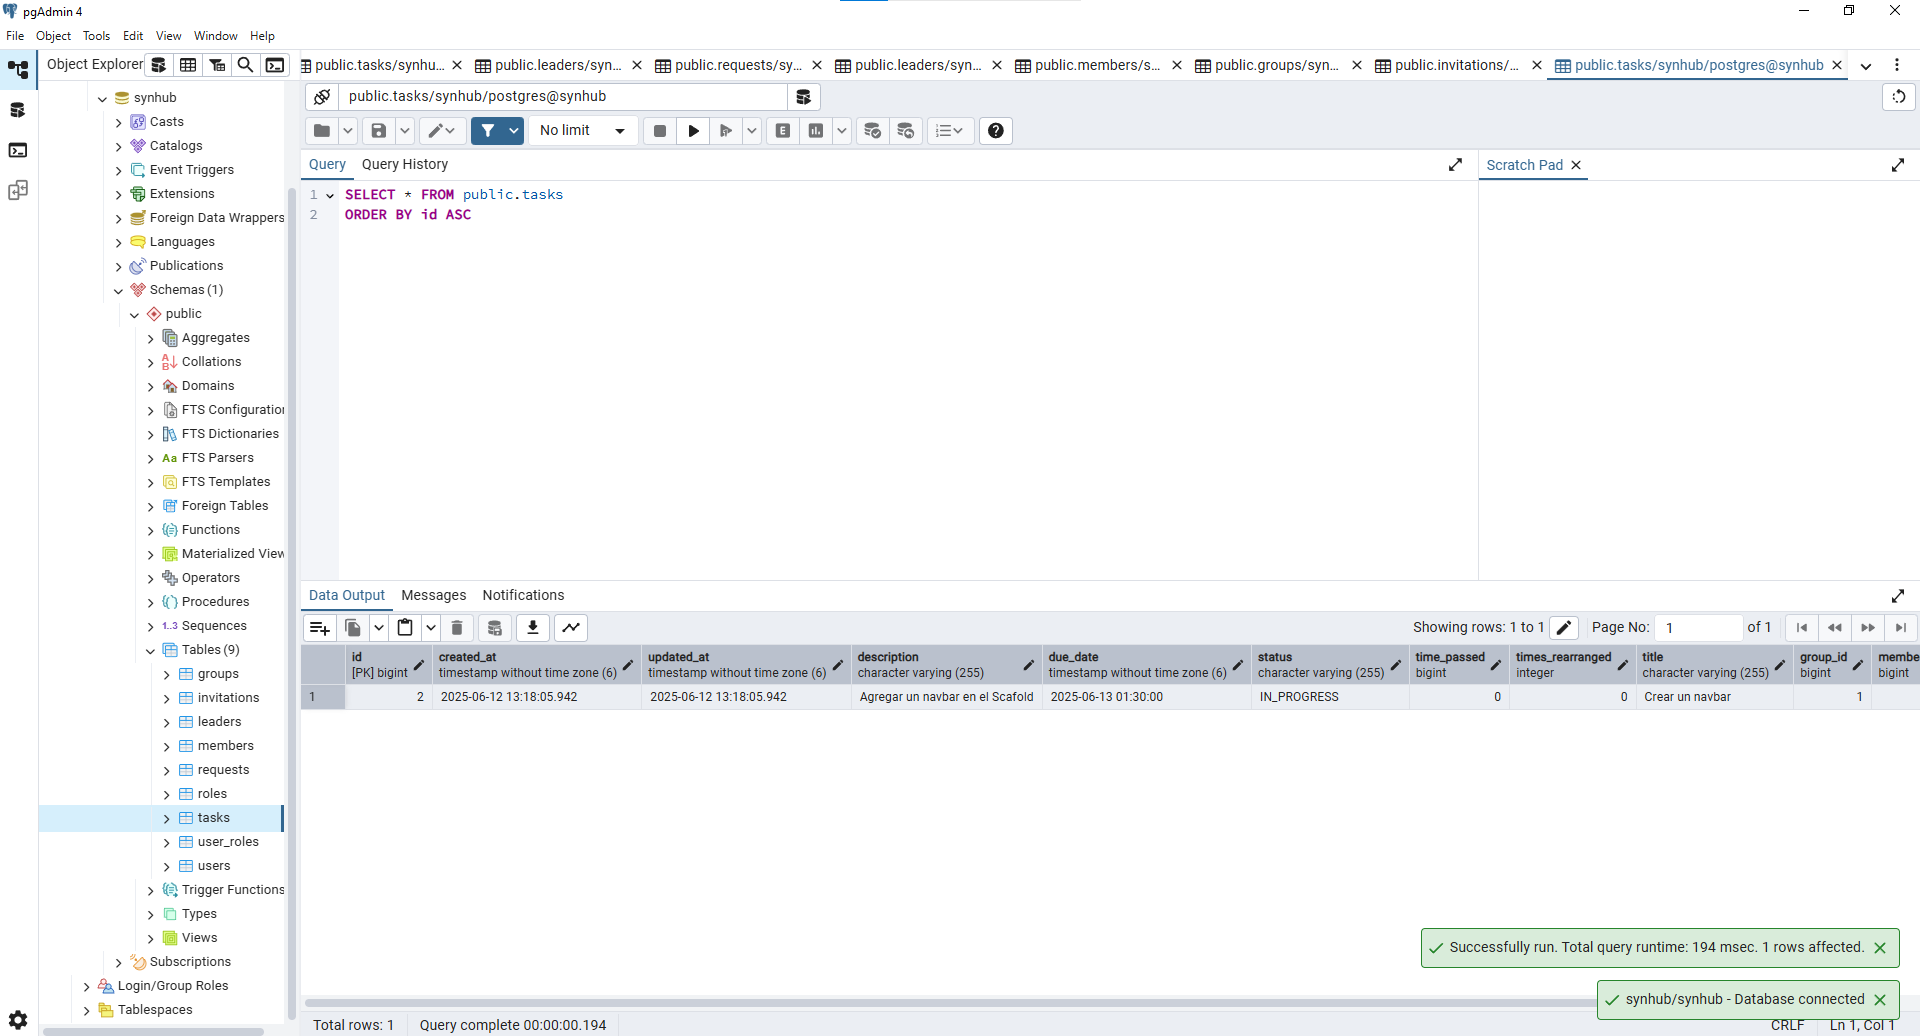 pgAdmin 4
File Object Tools Edit View Window Help
Object Explorer
public.tasks/synhu... public.leaders/syn... public.requests/sy... public.leaders/syn... public.members/s... public.groups/syn... public.invitations/... public.tasks/synhub/postgres@synhub
public.tasks/synhub/postgres@synhub
No limit
E
Query Query History
Scratch Pad
1 SELECT * FROM public.tasks
2 ORDER BY id ASC
synhub
Casts
Catalogs
Event Triggers
Extensions
Foreign Data Wrappers
Languages
Publications
Schemas (1)
public
Aggregates
Collations
Domains
FTS Configuratio
FTS Dictionaries
Aa FTS Parsers
FTS Templates
Foreign Tables
Functions
Materialized View
Operators
Procedures
1..3 Sequences
Tables (9)
groups
invitations
leaders
members
requests
roles
tasks
user_roles
users
Trigger Functions
Types
Views
Subscriptions
Login/Group Roles
Tablespaces
Data Output Messages Notifications
Showing rows: 1 to 1 Page No: 1 of 1
id created_at updated_at description due_date status time_passed times_rearranged title group_id membe
[PK] bigint timestamp without time zone (6) timestamp without time zone (6) character varying (255) timestamp without time zone (6) character varying (255) bigint integer character varying (255) bigint bigint
1 2 2025-06-12 13:18:05.942 2025-06-12 13:18:05.942 Agregar un navbar en el Scafold 2025-06-13 01:30:00 IN_PROGRESS 0 0 Crear un navbar 1
Successfully run. Total query runtime: 194 msec. 1 rows affected.
synhub/synhub - Database connected
Total rows: 1 Query complete 00:00:00.194 CRLF Ln 1, Col 1